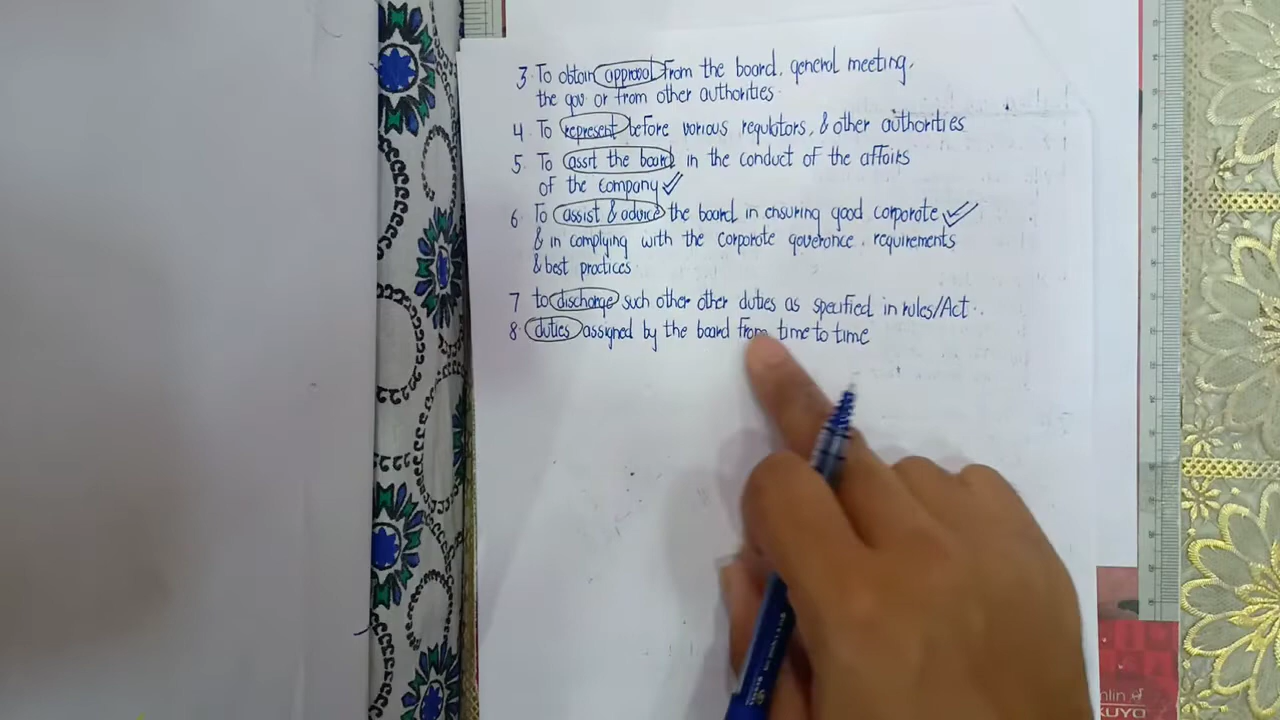 3. To obtain approval from the board, general meeting,
the gov or from other authorities.
4 To represent before various regulators, & other authorities
5. To assit the board in the conduct of the affairs
of the company
6. To assist & advice the board in ensuring good corporate
& in complying with the corporate goverance. requirements
& best practices
7 to discharge such other other duties as specified in rules/Act..
8 duties assigned by the board from time to time
mlin
KUYO